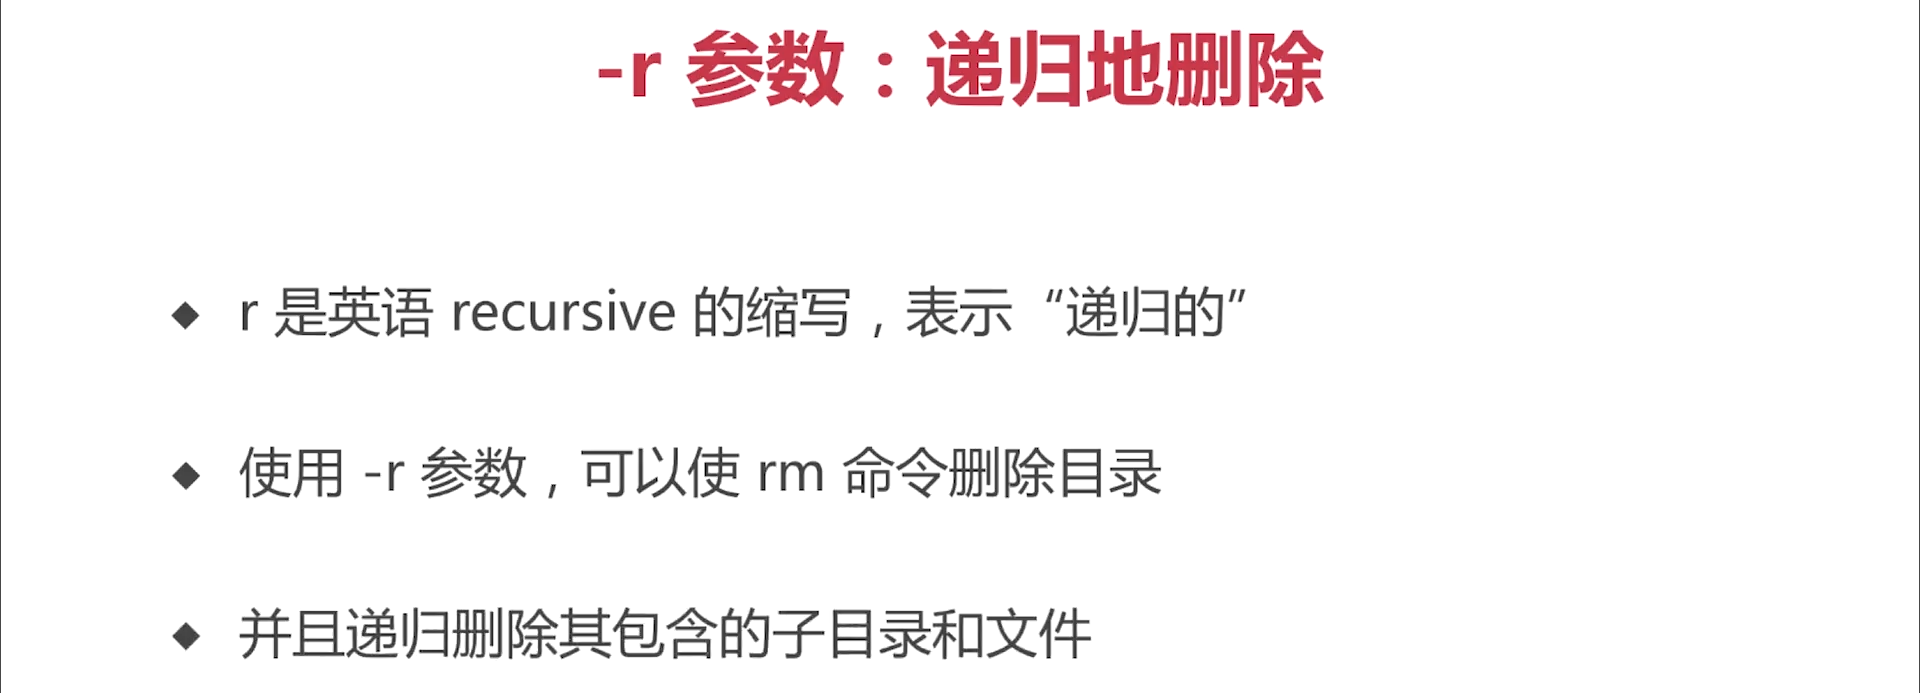 -r 参数：递归地删除
◆ r 是英语 recursive 的缩写，表示“递归的”
◆ 使用 -r 参数，可以使 rm 命令删除目录
◆ 并且递归删除其包含的子目录和文件